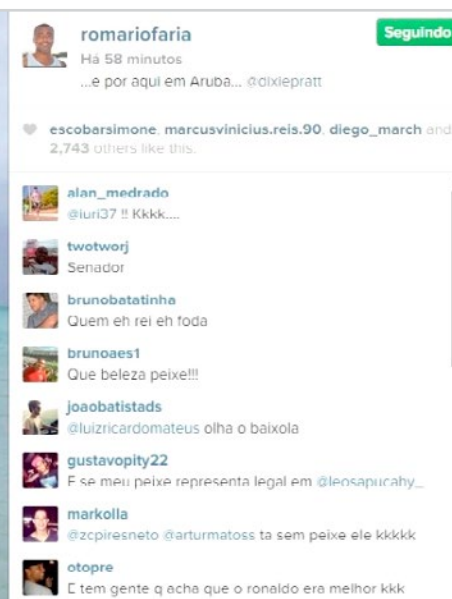 romariofaria
Seguindo
Há 58 minutos
...e por aqui em Aruba... @dixiepratt
escobarsimone, marcusvinicius.reis.90, diego_march and
2,743 others like this.
alan_medrado
@iuri37 !! Kkkk....
twotworj
Senador
brunobatatinha
Quem eh rei eh foda
brunoaes1
Que beleza peixe!!!
joaobatistads
@luizricardomateus olha o baixola
gustavopity22
E se meu peixe representa legal em @leosapucahy_
markolla
@zcpiresneto @arturmatoss ta sem peixe ele kkkkk
otopre
E tem gente q acha que o ronaldo era melhor kkk